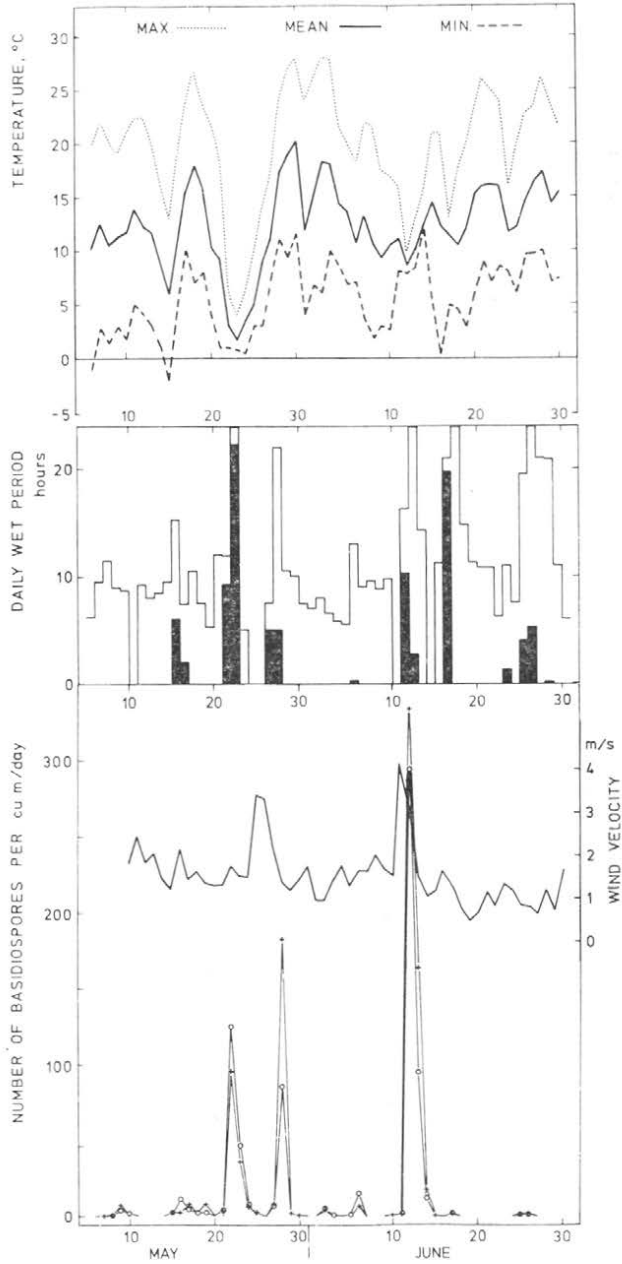 TEMPERATURE, °C
MAX MEAN MIN.
30
25
20
15
10
5
0
-5
10 20 30 10 20 30
DAILY WET PERIOD
hours
20
10
0
10 20 30 10 20 30
NUMBER OF BASIDIOSPORES PER cu m/day
300
200
100
0
m/s
4
3
2
1
0
WIND VELOCITY
10 20 30 10 20 30
MAY JUNE